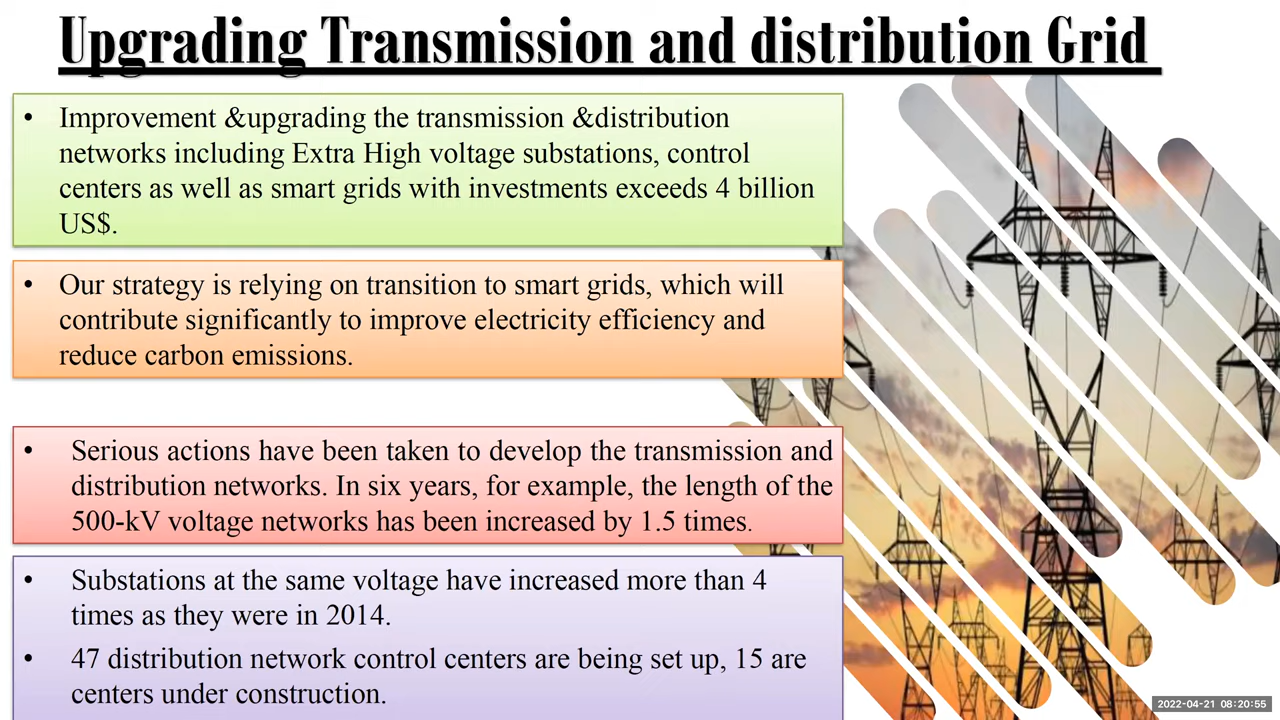 Upgrading Transmission and distribution Grid
• Improvement &upgrading the transmission &distribution
networks including Extra High voltage substations, control
centers as well as smart grids with investments exceeds 4 billion
US$.
• Our strategy is relying on transition to smart grids, which will
contribute significantly to improve electricity efficiency and
reduce carbon emissions.
• Serious actions have been taken to develop the transmission and
distribution networks. In six years, for example, the length of the
500-kV voltage networks has been increased by 1.5 times.
• Substations at the same voltage have increased more than 4
times as they were in 2014.
• 47 distribution network control centers are being set up, 15 are
centers under construction.
2022-04-21 08:20:55